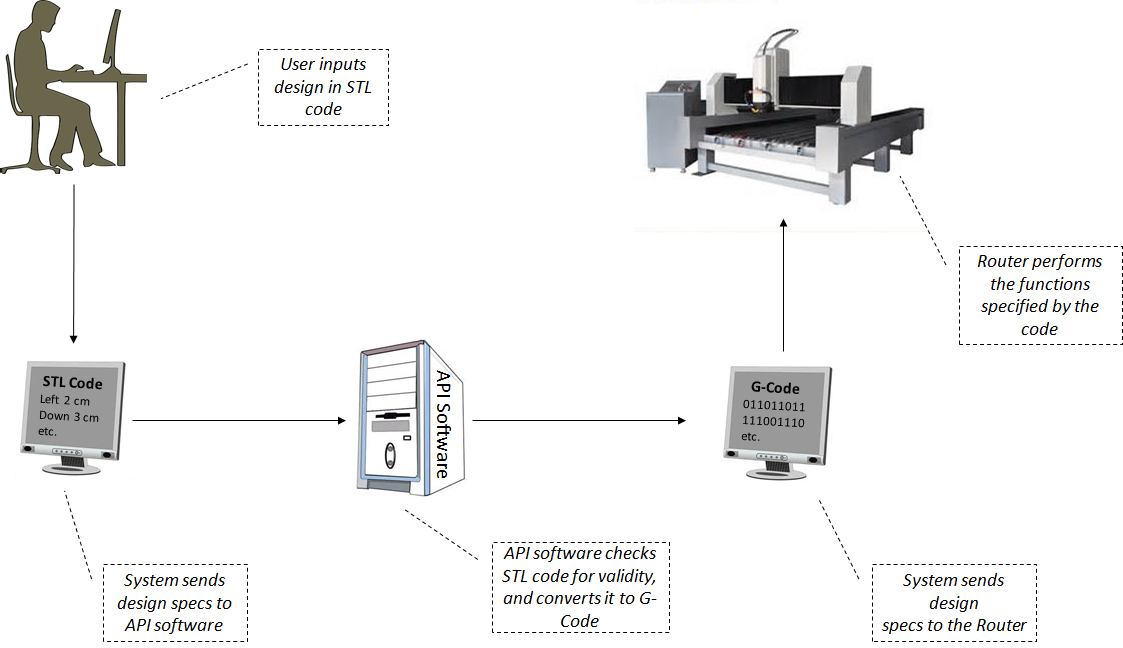 User inputs
design in STL
code
Router performs
the functions
specified by the
code
STL Code
Left 2 cm
Down 3 cm
etc.
API Software
G-Code
011011011
111001110
etc.
System sends
design specs to
API software
API software checks
STL code for validity,
and converts it to G-
Code
System sends
design
specs to the Router